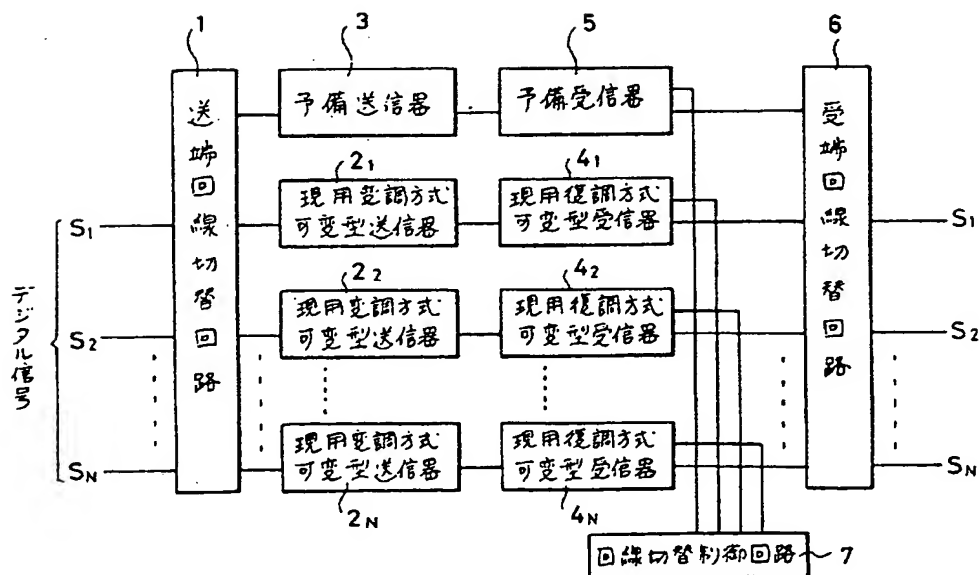 1
3
5
6
送端回線切替回路
予備送信器
予備受信器
受端回線切替回路
2₁
4₁
現用変調方式
可変型送信器
現用復調方式
可変型受信器
S₁
S₁
デジタル信号
2₂
4₂
現用変調方式
可変型送信器
現用復調方式
可変型受信器
S₂
S₂
現用変調方式
可変型送信器
現用復調方式
可変型受信器
S_N
S_N
2_N
4_N
回線切替制御回路
7